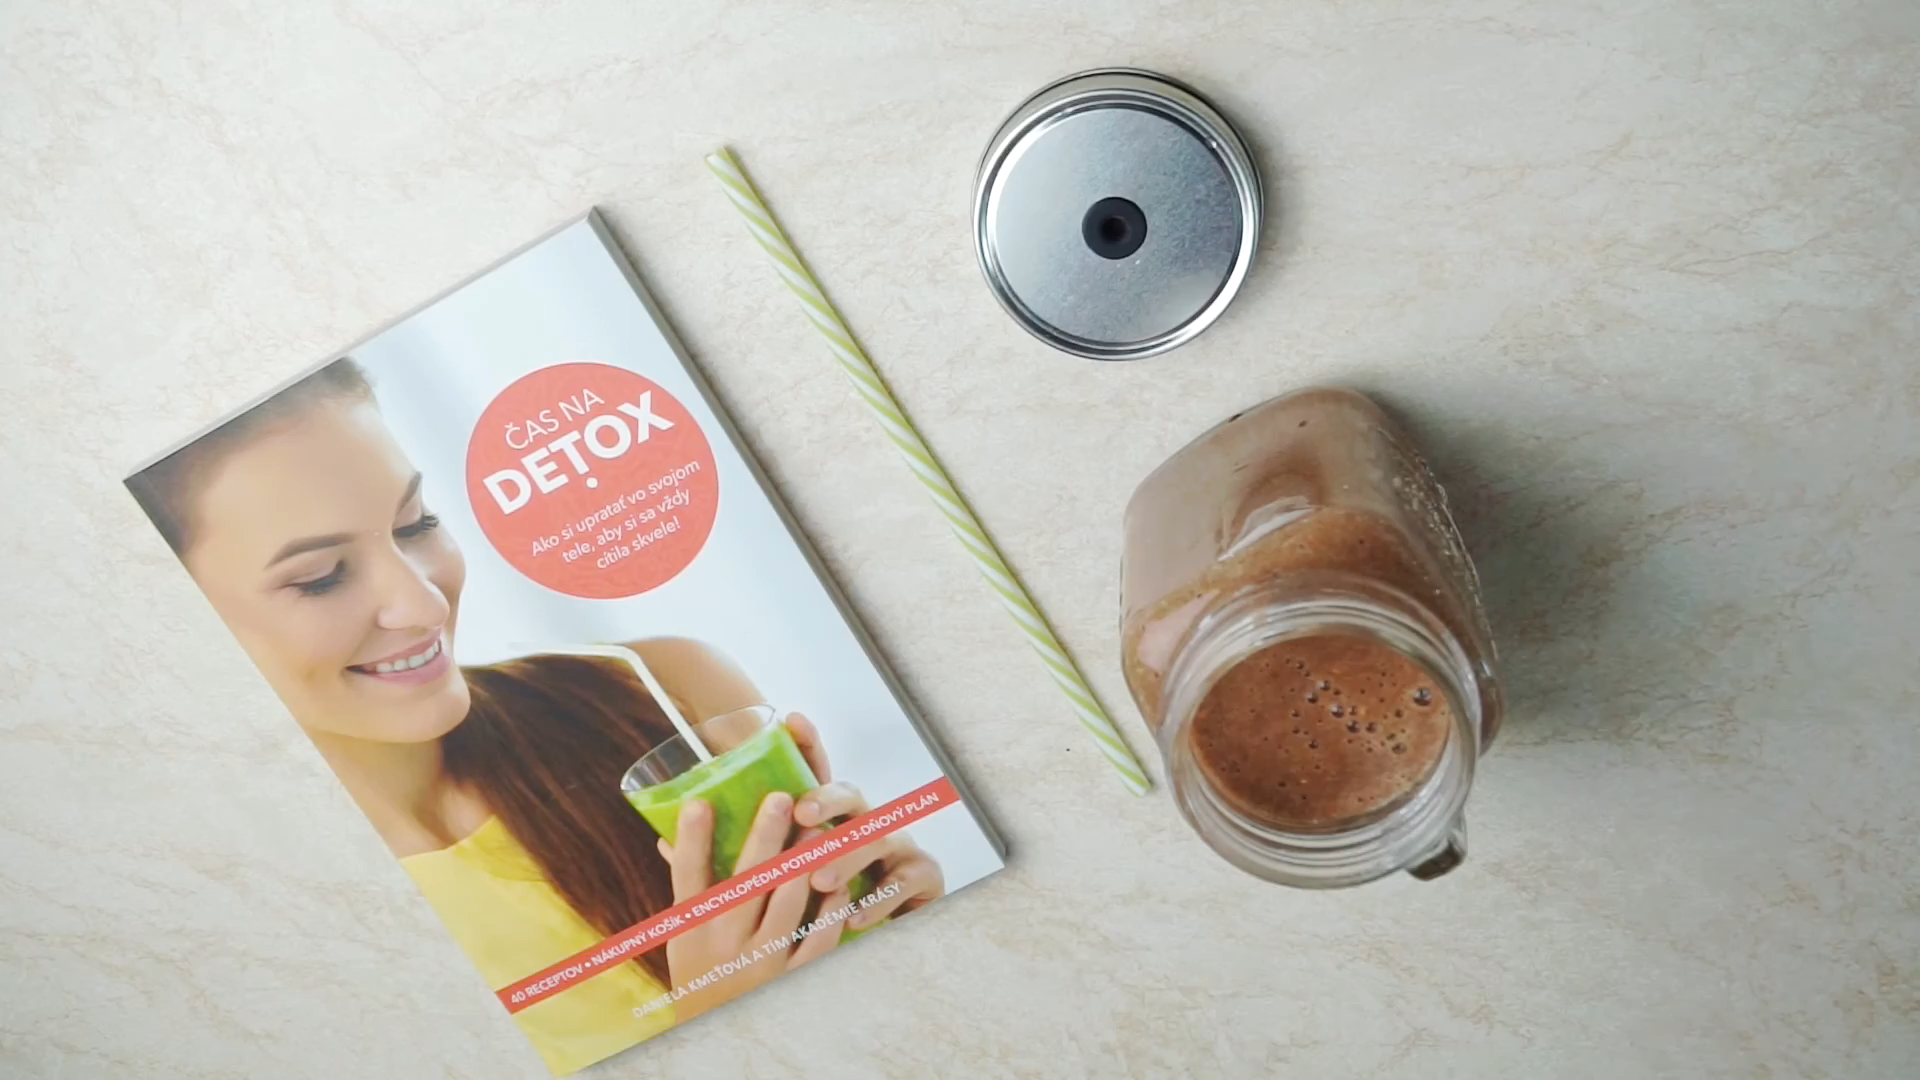 ČAS NA
DETOX
Ako si upratať vo svojom
tele, aby si sa vždy
cítila skvele!
40 RECEPTOV • NÁKUPNÝ KOŠÍK • ENCYKLOPÉDIA POTRAVÍN • 3-DŇOVÝ PLÁN
DANIELA KMEŤOVÁ A TÍM AKADÉMIE KRÁSY